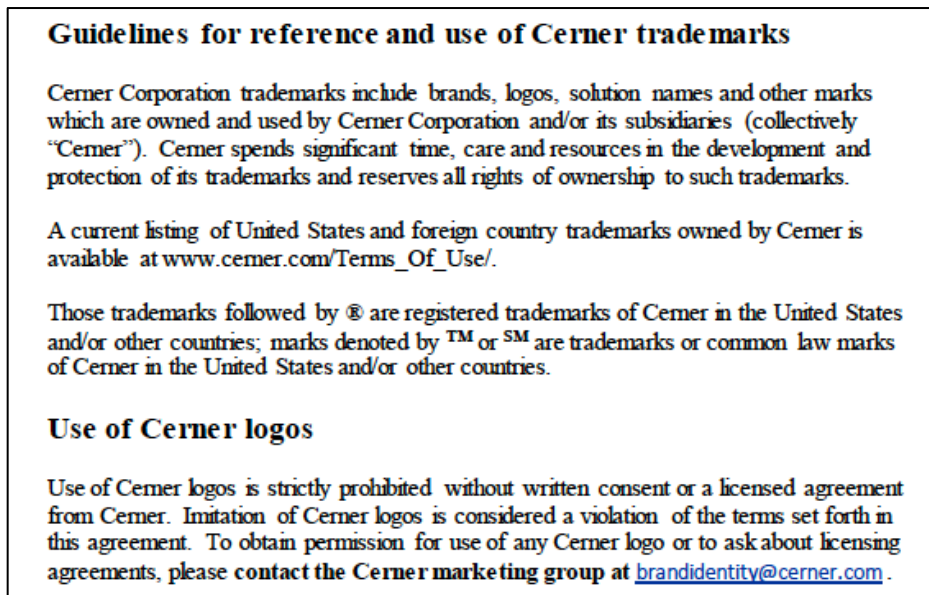 Guidelines for reference and use of Cerner trademarks
Cerner Corporation trademarks include brands, logos, solution names and other marks
which are owned and used by Cerner Corporation and/or its subsidiaries (collectively
“Cerner”). Cerner spends significant time, care and resources in the development and
protection of its trademarks and reserves all rights of ownership to such trademarks.
A current listing of United States and foreign country trademarks owned by Cerner is
available at www.cerner.com/Terms_Of_Use/.
Those trademarks followed by ® are registered trademarks of Cerner in the United States
and/or other countries; marks denoted by TM or SM are trademarks or common law marks
of Cerner in the United States and/or other countries.
Use of Cerner logos
Use of Cerner logos is strictly prohibited without written consent or a licensed agreement
from Cerner. Imitation of Cerner logos is considered a violation of the terms set forth in
this agreement. To obtain permission for use of any Cerner logo or to ask about licensing
agreements, please contact the Cerner marketing group at brandidentity@cerner.com .